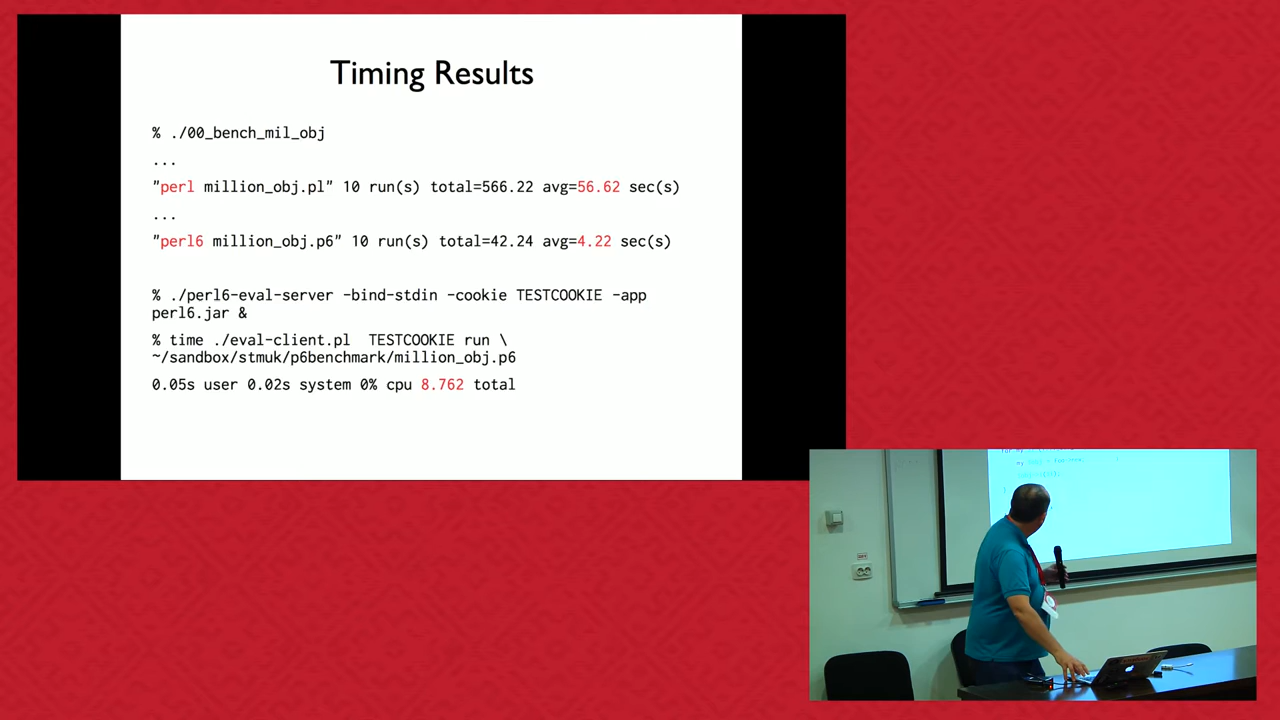 Timing Results
% ./00_bench_mil_obj
...
"perl million_obj.pl" 10 run(s) total=566.22 avg=56.62 sec(s)
...
"perl6 million_obj.p6" 10 run(s) total=42.24 avg=4.22 sec(s)
% ./perl6-eval-server -bind-stdin -cookie TESTCOOKIE -app
perl6.jar &
% time ./eval-client.pl  TESTCOOKIE run \
~/sandbox/stmuk/p6benchmark/million_obj.p6
0.05s user 0.02s system 0% cpu 8.762 total